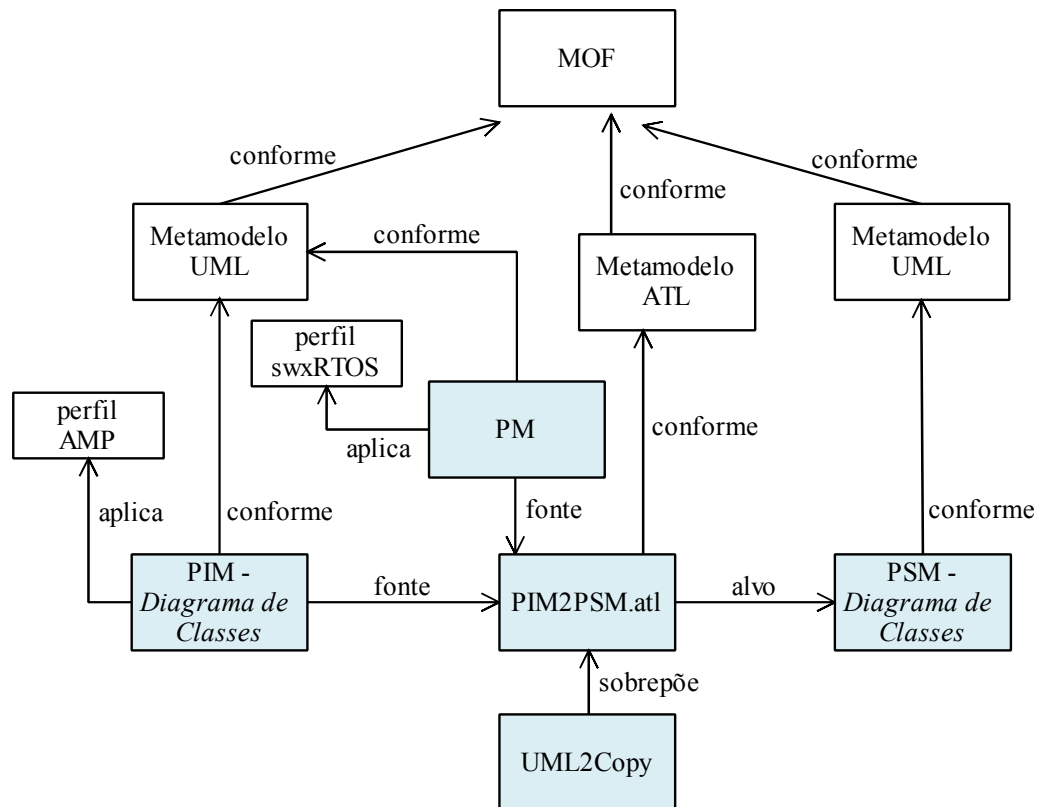 MOF
conforme
conforme
conforme
Metamodelo
UML
conforme
Metamodelo
ATL
Metamodelo
UML
perfil
swxRTOS
perfil
AMP
aplica
PM
conforme
aplica
conforme
fonte
conforme
PIM -
Diagrama de
Classes
fonte
PIM2PSM.atl
alvo
PSM -
Diagrama de
Classes
sobrepõe
UML2Copy